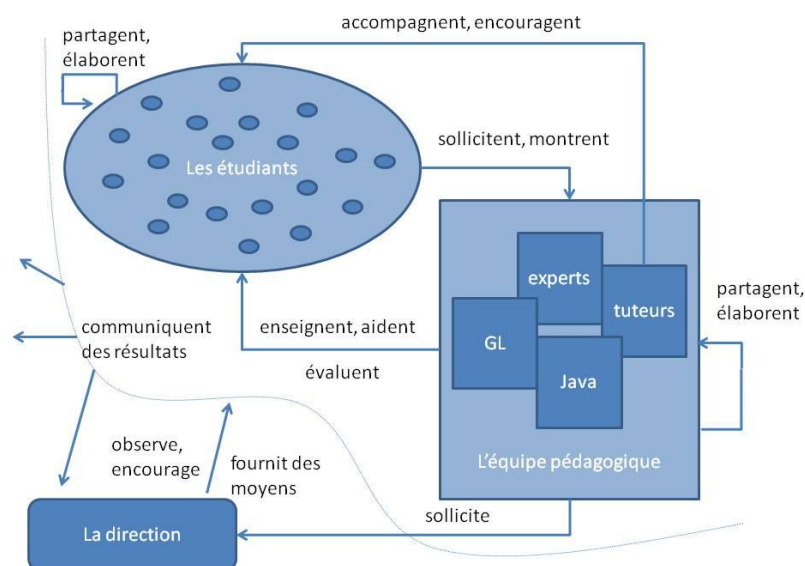 accompagnent, encouragent
partagent,
élaborent
sollicitent, montrent
Les étudiants
experts
tuteurs
GL
Java
L'équipe pédagogique
partagent,
élaborent
enseignent, aident
évaluent
communiquent
des résultats
observe,
encourage
fournit des
moyens
sollicite
La direction